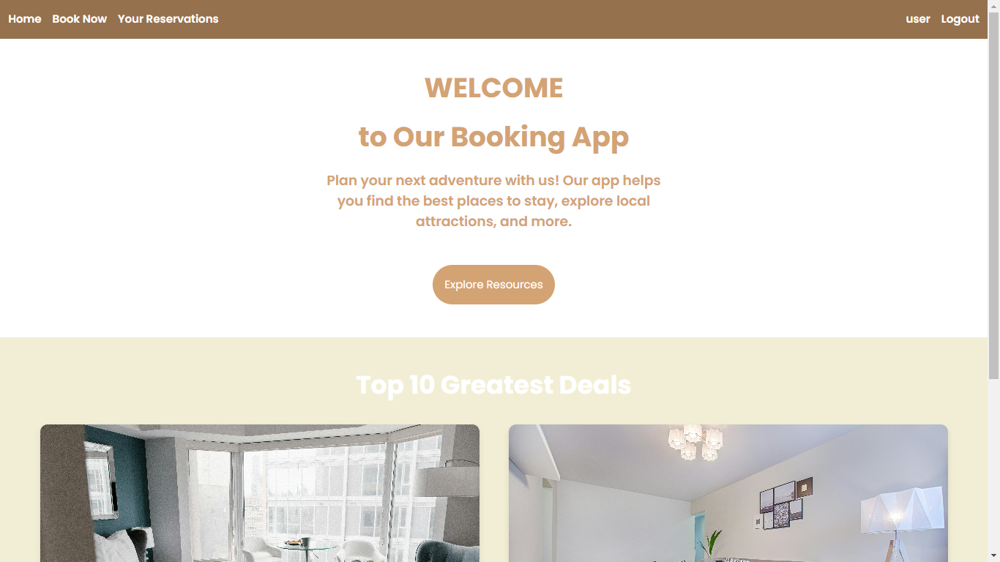 Home Book Now Your Reservations user Logout
WELCOME
to Our Booking App
Plan your next adventure with us! Our app helps
you find the best places to stay, explore local
attractions, and more.
Explore Resources
Top 10 Greatest Deals